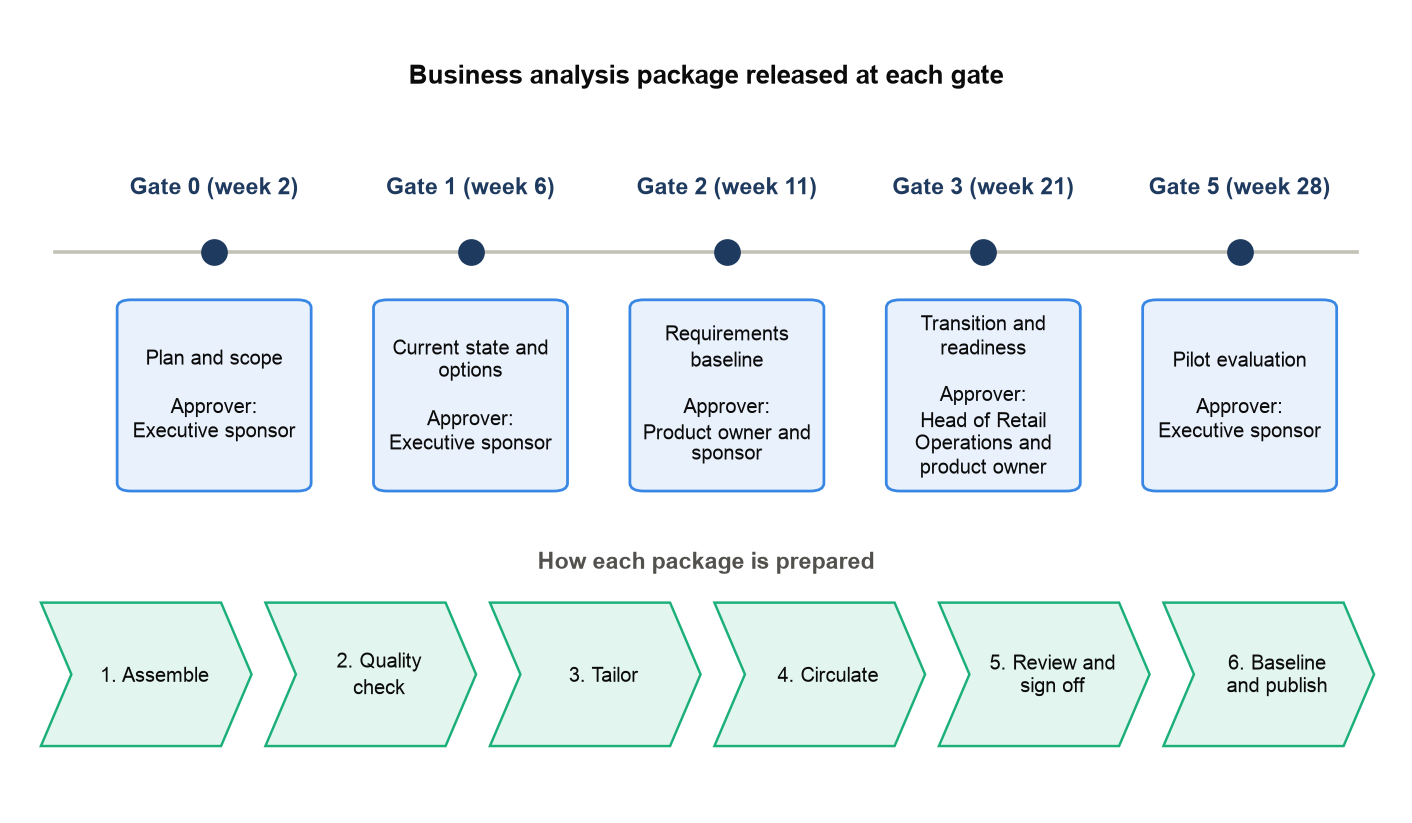 Business analysis package released at each gate
Gate 0 (week 2)
Gate 1 (week 6)
Gate 2 (week 11)
Gate 3 (week 21)
Gate 5 (week 28)
Plan and scope
Approver:
Executive sponsor
Current state and
options
Approver:
Executive sponsor
Requirements
baseline
Approver:
Product owner and
sponsor
Transition and
readiness
Approver:
Head of Retail
Operations and
product owner
Pilot evaluation
Approver:
Executive sponsor
How each package is prepared
1. Assemble
2. Quality
check
3. Tailor
4. Circulate
5. Review and
sign off
6. Baseline
and publish